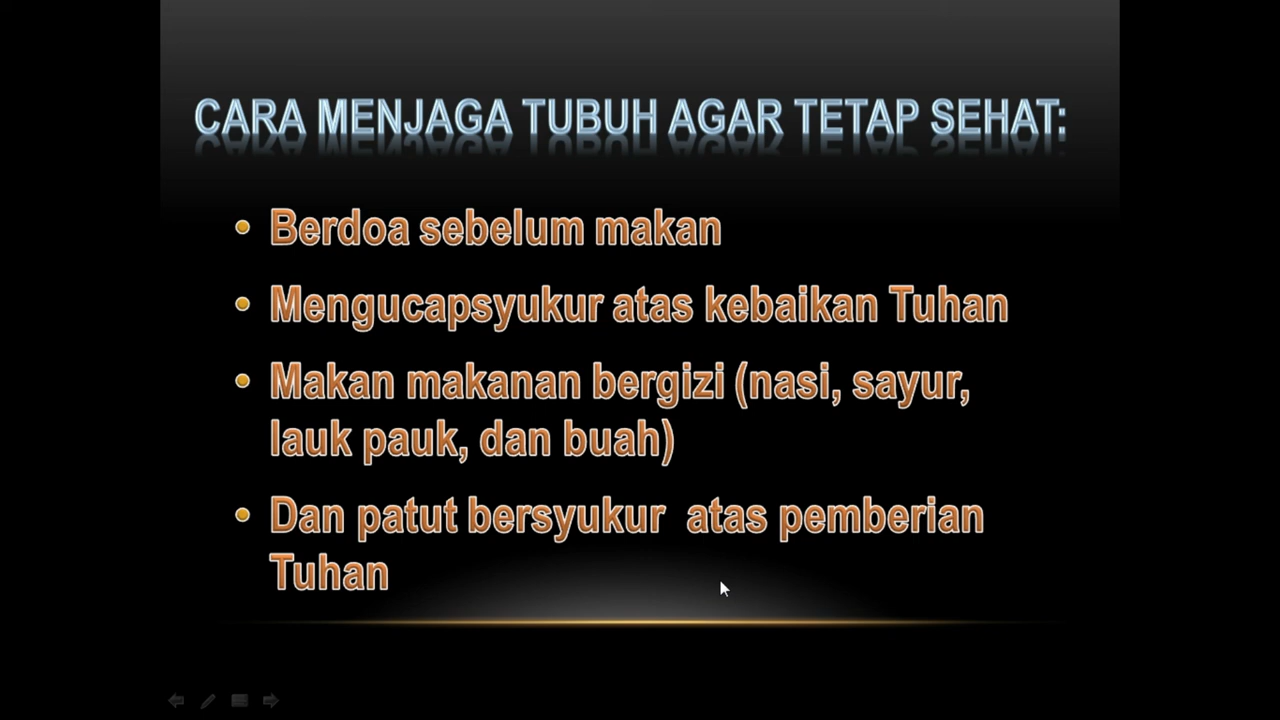 CARA MENJAGA TUBUH AGAR TETAP SEHAT:
• Berdoa sebelum makan
• Mengucapsyukur atas kebaikan Tuhan
• Makan makanan bergizi (nasi, sayur,
lauk pauk, dan buah)
• Dan patut bersyukur  atas pemberian
Tuhan